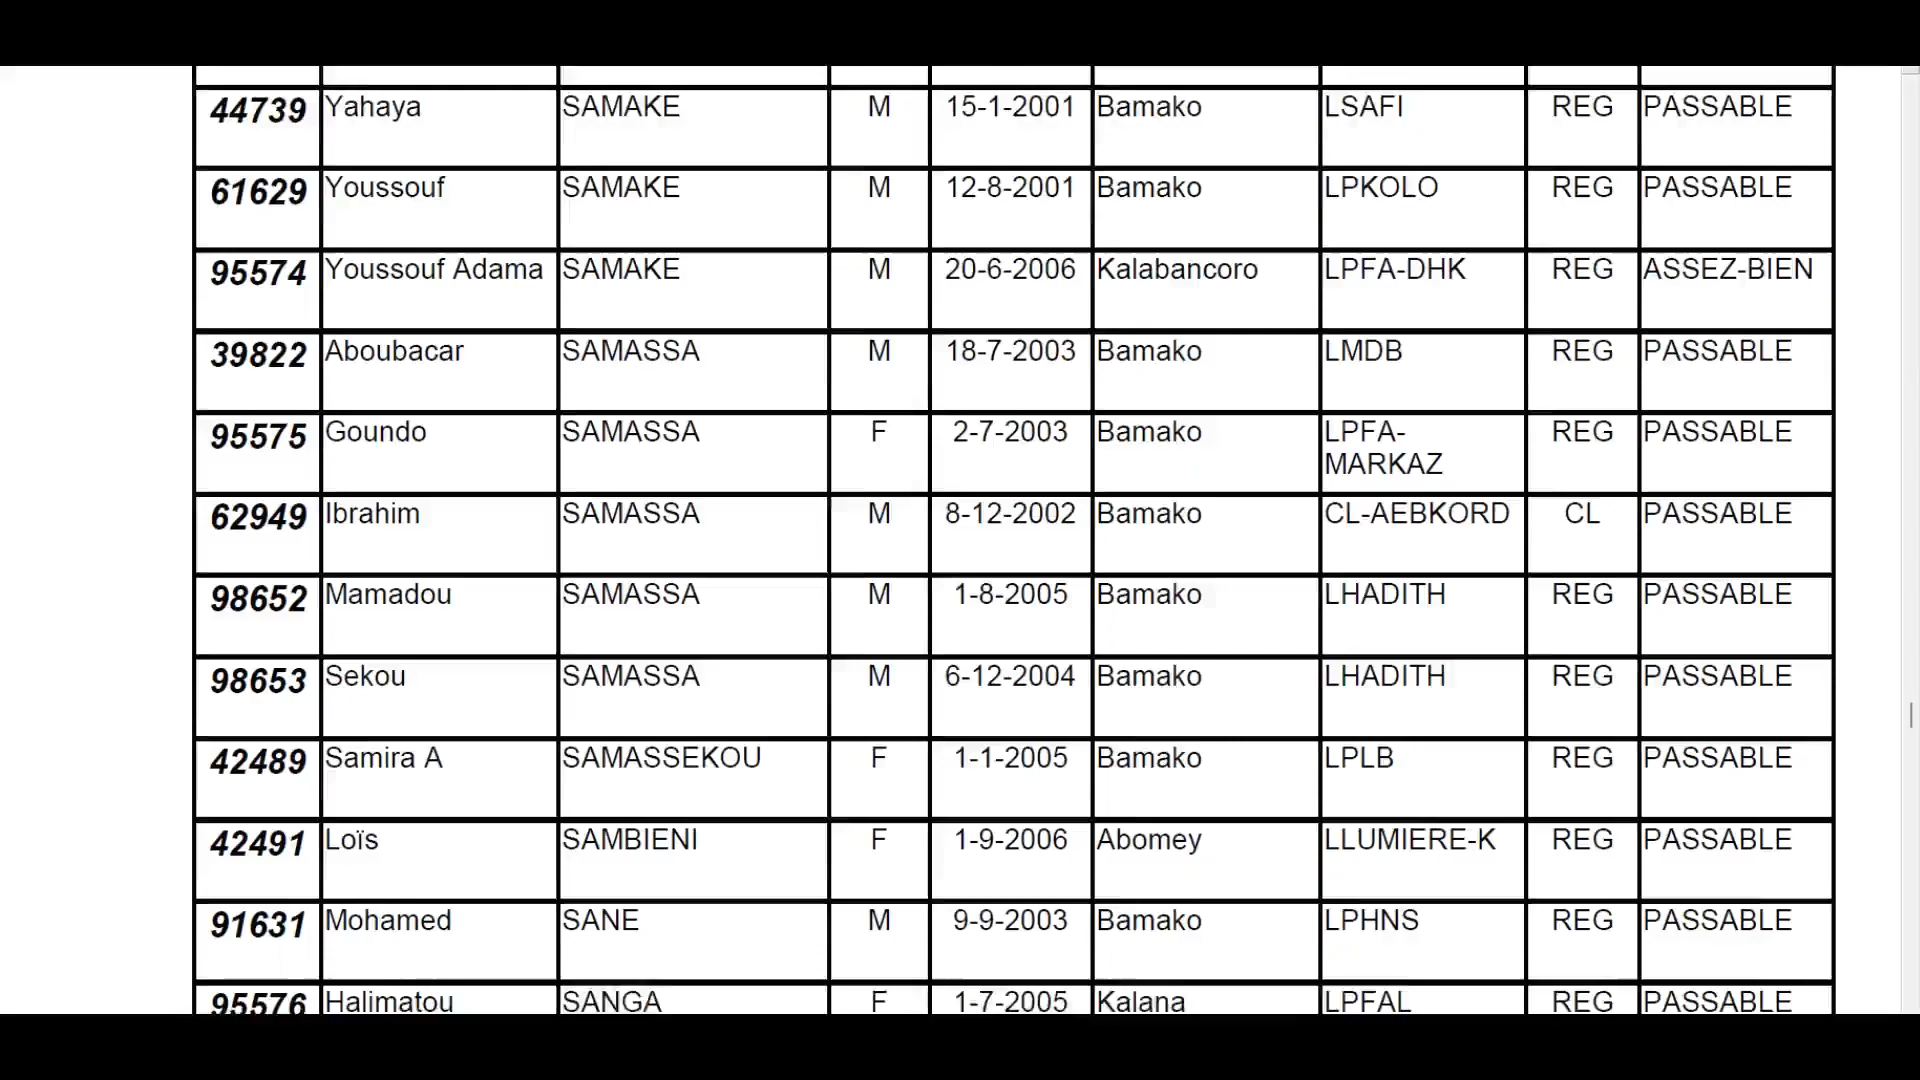 44739 Yahaya SAMAKE M 15-1-2001 Bamako LSAFI REG PASSABLE
61629 Youssouf SAMAKE M 12-8-2001 Bamako LPKOLO REG PASSABLE
95574 Youssouf Adama SAMAKE M 20-6-2006 Kalabancoro LPFA-DHK REG ASSEZ-BIEN
39822 Aboubacar SAMASSA M 18-7-2003 Bamako LMDB REG PASSABLE
95575 Goundo SAMASSA F 2-7-2003 Bamako LPFA- REG PASSABLE
MARKAZ
62949 Ibrahim SAMASSA M 8-12-2002 Bamako CL-AEBKORD CL PASSABLE
98652 Mamadou SAMASSA M 1-8-2005 Bamako LHADITH REG PASSABLE
98653 Sekou SAMASSA M 6-12-2004 Bamako LHADITH REG PASSABLE
42489 Samira A SAMASSEKOU F 1-1-2005 Bamako LPLB REG PASSABLE
42491 Loïs SAMBIENI F 1-9-2006 Abomey LLUMIERE-K REG PASSABLE
91631 Mohamed SANE M 9-9-2003 Bamako LPHNS REG PASSABLE
95576 Halimatou SANGA F 1-7-2005 Kalana LPFAL REG PASSABLE